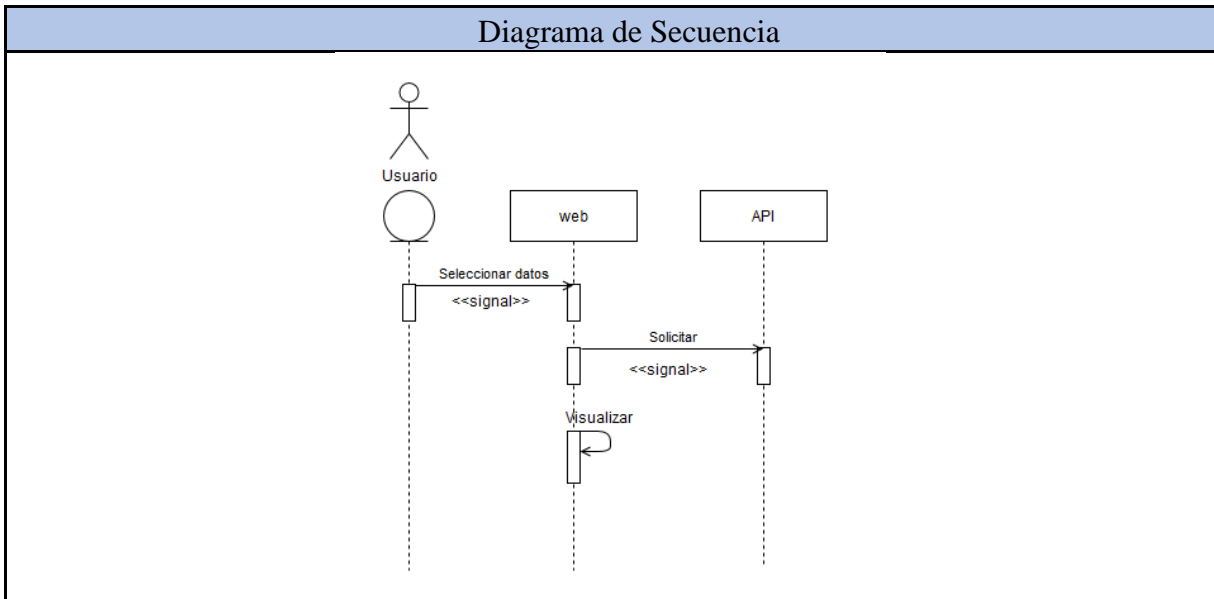 Diagrama de Secuencia
Usuario
web
API
Seleccionar datos
<<signal>>
Solicitar
<<signal>>
Visualizar